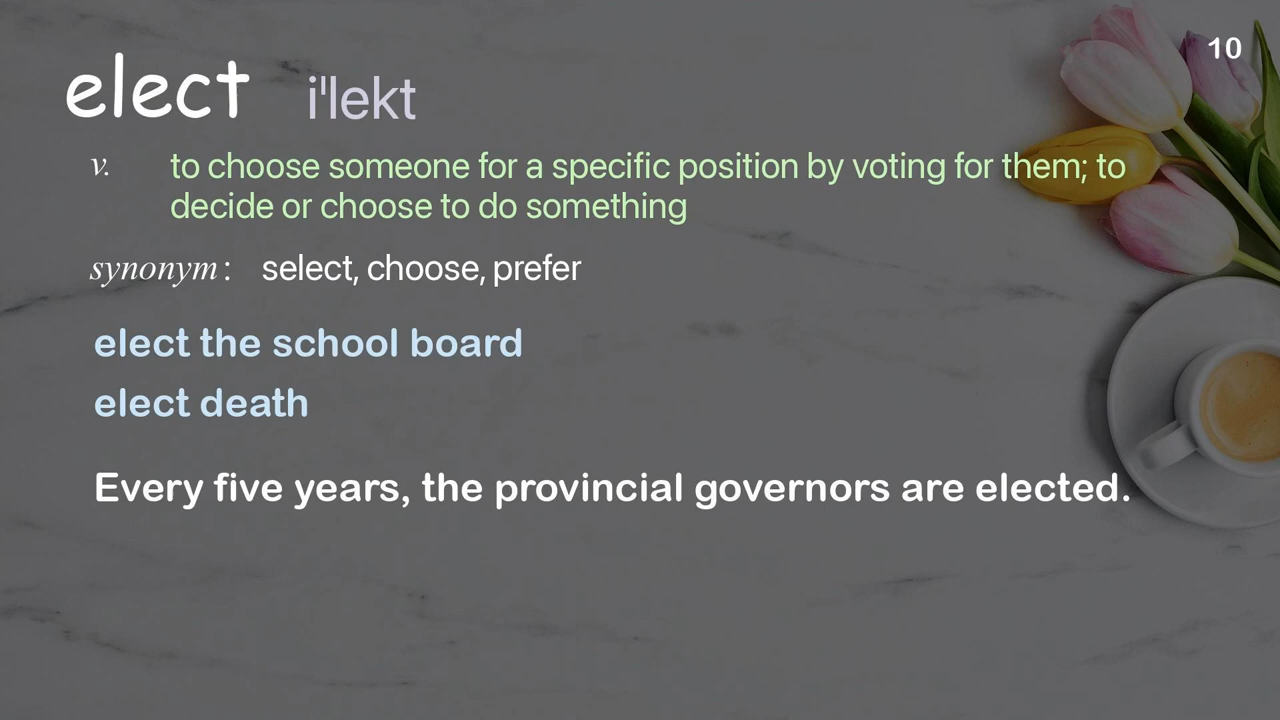 10
elect iˈlekt
v. to choose someone for a specific position by voting for them; to
decide or choose to do something
synonym: select, choose, prefer
elect the school board
elect death
Every five years, the provincial governors are elected.